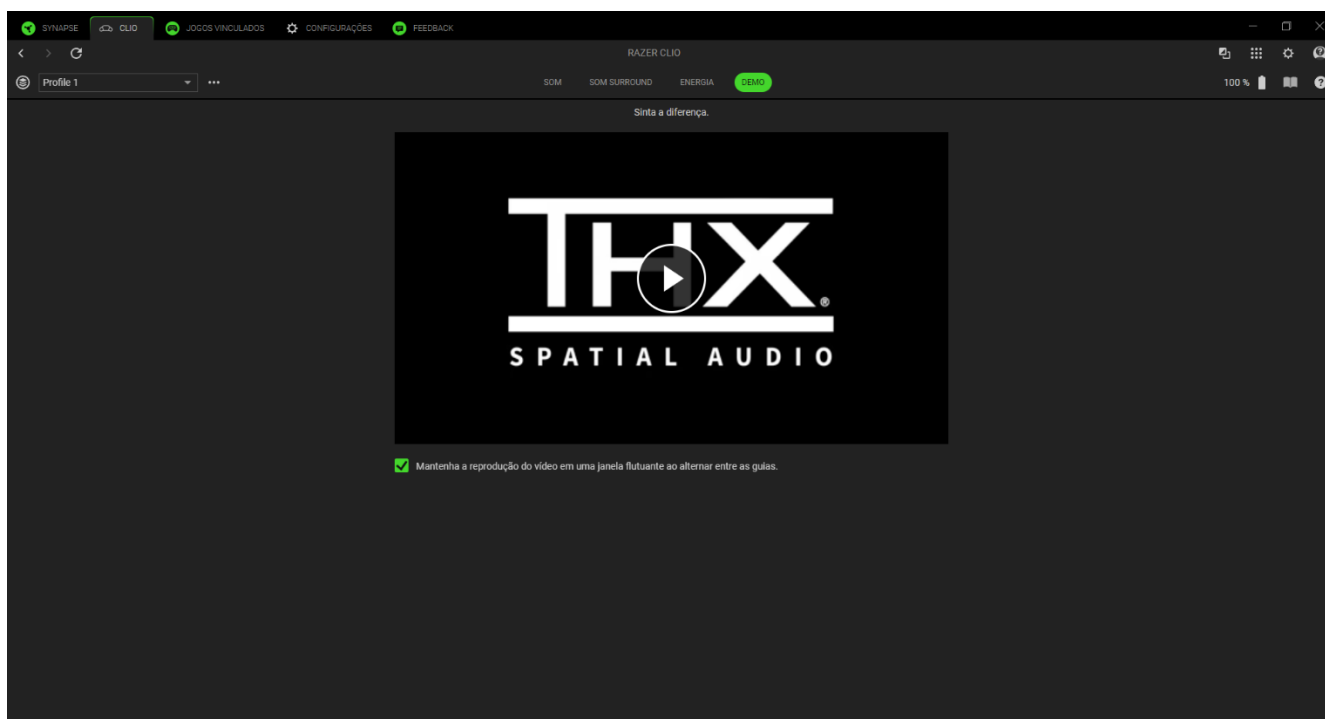 SYNAPSE CLIO JOGOS VINCULADOS CONFIGURAÇÕES FEEDBACK
RAZER CLIO
Profile 1 SOM SOM SURROUND ENERGIA DEMO 100 %
Sinta a diferença.
THX®
SPATIAL AUDIO
Mantenha a reprodução do vídeo em uma janela flutuante ao alternar entre as guias.